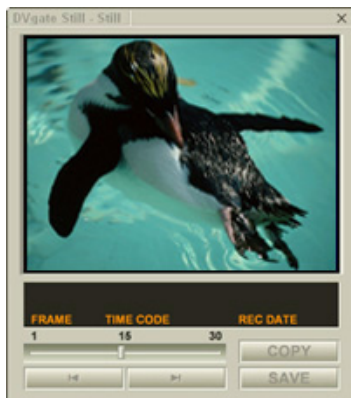 DVgate Still - Still
FRAME TIME CODE REC DATE
1 15 30
COPY
SAVE